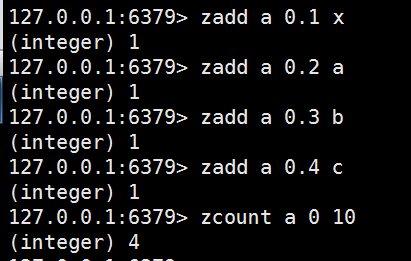 127.0.0.1:6379> zadd a 0.1 x
(integer) 1
127.0.0.1:6379> zadd a 0.2 a
(integer) 1
127.0.0.1:6379> zadd a 0.3 b
(integer) 1
127.0.0.1:6379> zadd a 0.4 c
(integer) 1
127.0.0.1:6379> zcount a 0 10
(integer) 4